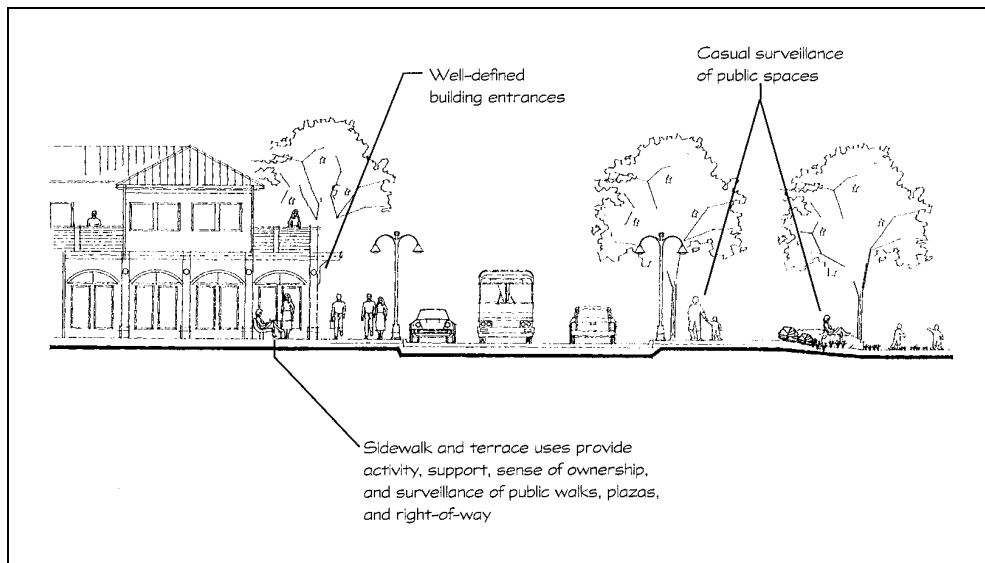 Well-defined
building entrances
Casual surveillance
of public spaces
Sidewalk and terrace uses provide
activity, support, sense of ownership,
and surveillance of public walks, plazas,
and right-of-way